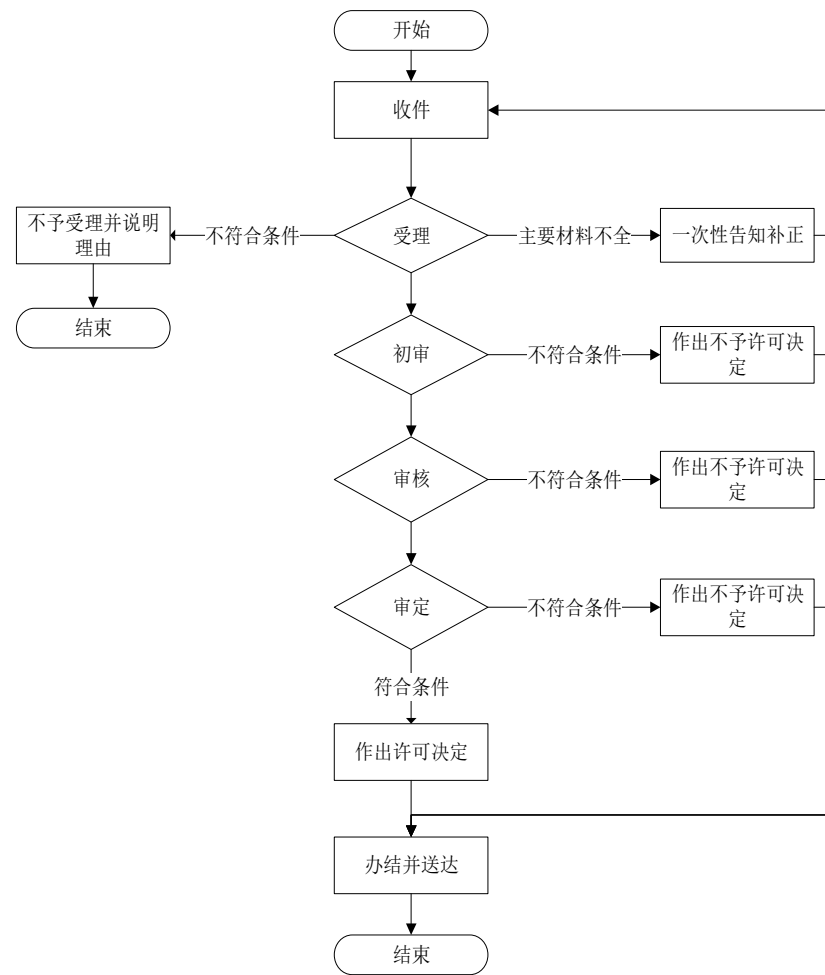 开始
收件
不予受理并说明
理由
不符合条件
受理
主要材料不全
一次性告知补正
结束
初审
不符合条件
作出不予许可决
定
审核
不符合条件
作出不予许可决
定
审定
不符合条件
作出不予许可决
定
符合条件
作出许可决定
办结并送达
结束